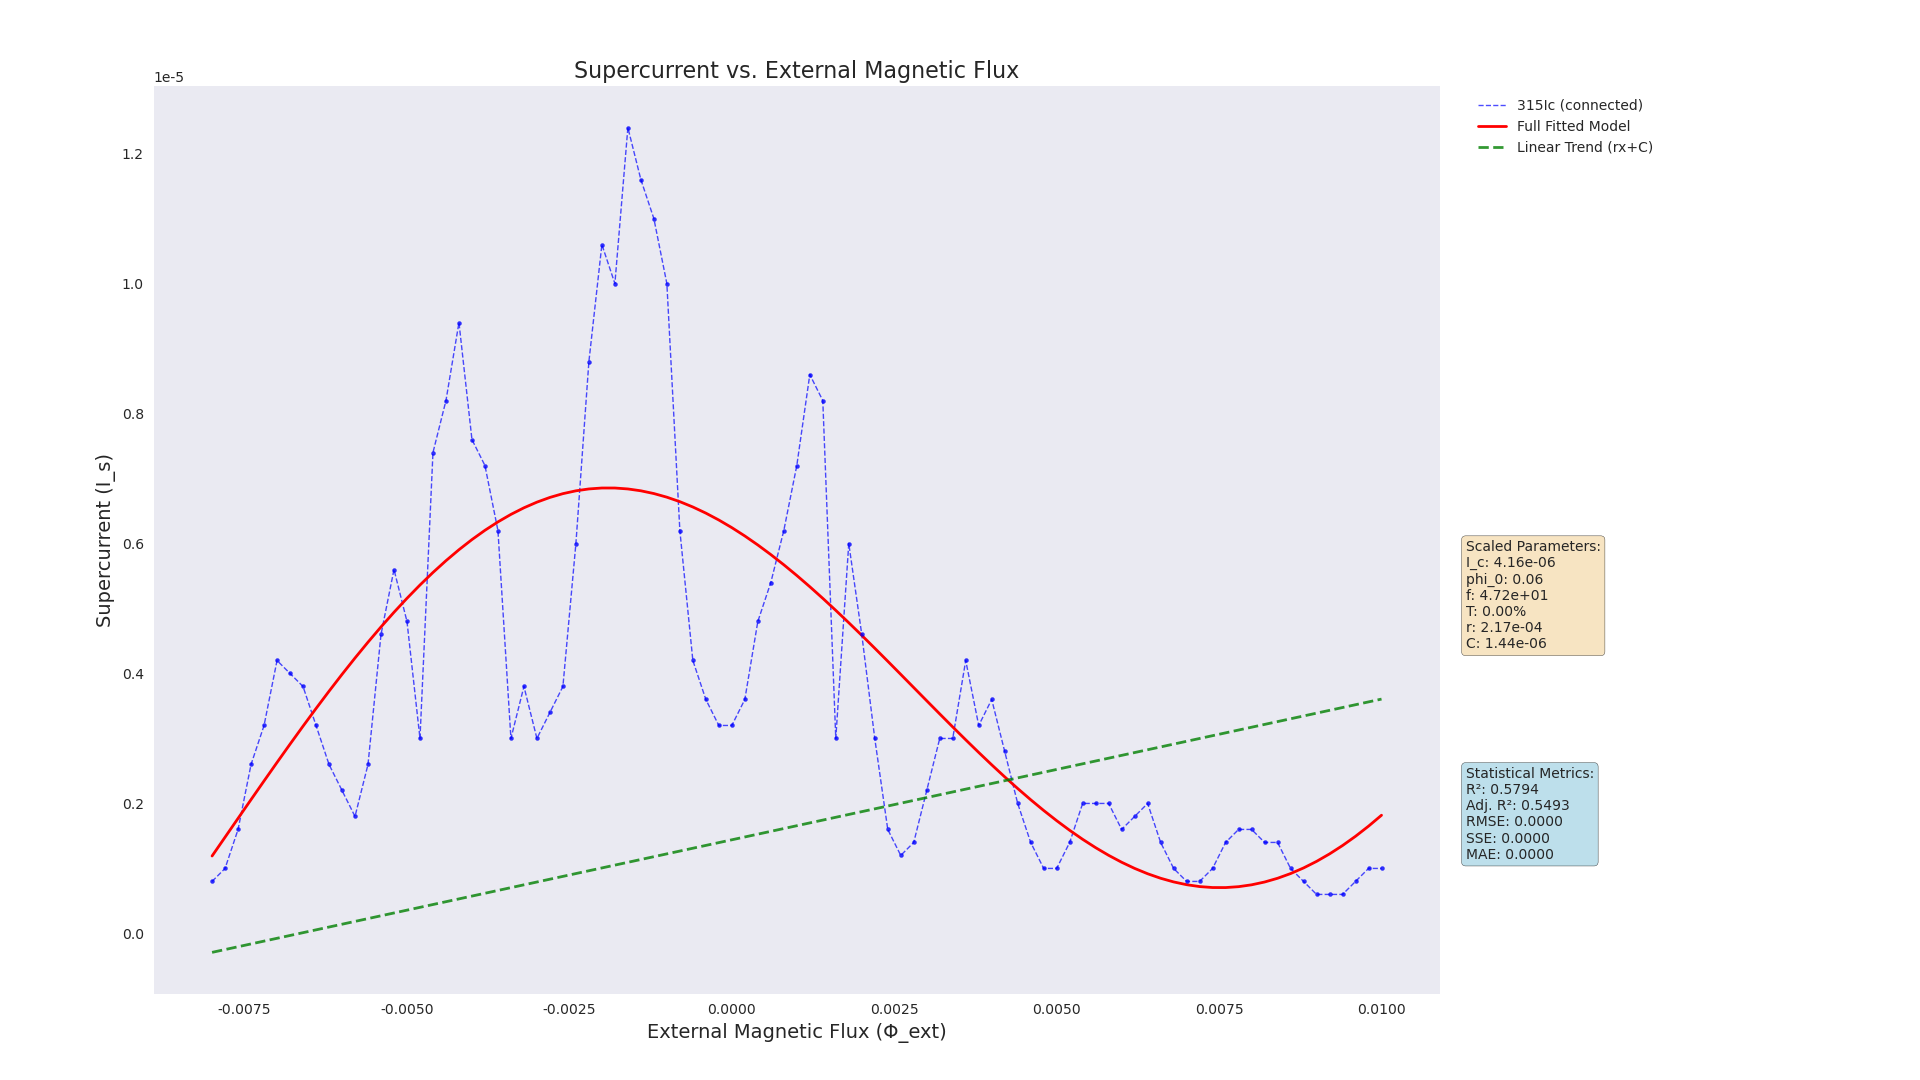 Supercurrent vs. External Magnetic Flux
1e-5
315Ic (connected)
Full Fitted Model
Linear Trend (rx+C)
1.2
1.0
0.8
0.6
0.4
0.2
0.0
Supercurrent (I_s)
-0.0075
-0.0050
-0.0025
0.0000
0.0025
0.0050
0.0075
0.0100
External Magnetic Flux (Φ_ext)
Scaled Parameters:
I_c: 4.16e-06
phi_0: 0.06
f: 4.72e+01
T: 0.00%
r: 2.17e-04
C: 1.44e-06
Statistical Metrics:
R²: 0.5794
Adj. R²: 0.5493
RMSE: 0.0000
SSE: 0.0000
MAE: 0.0000